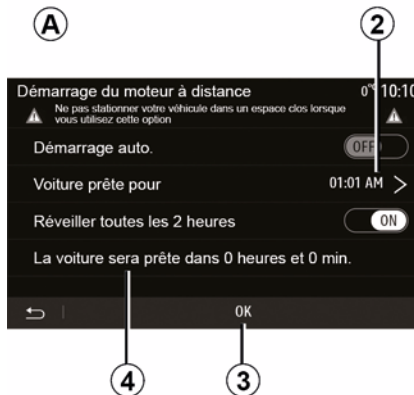 A
2
Démarrage du moteur à distance 0°C 10:10
Ne pas stationner votre véhicule dans un espace clos lorsque
vous utilisez cette option
Démarrage auto. OFF
Voiture prête pour 01:01 AM >
Réveiller toutes les 2 heures ON
La voiture sera prête dans 0 heures et 0 min.
OK
4
3